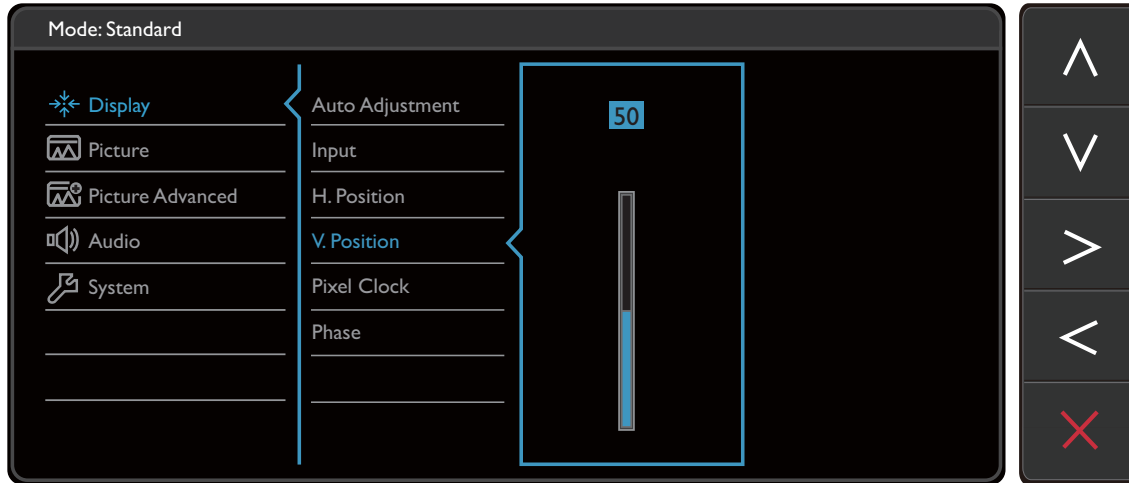 Mode: Standard
Display
Picture
Picture Advanced
Audio
System
Auto Adjustment
Input
H. Position
V. Position
Pixel Clock
Phase
50